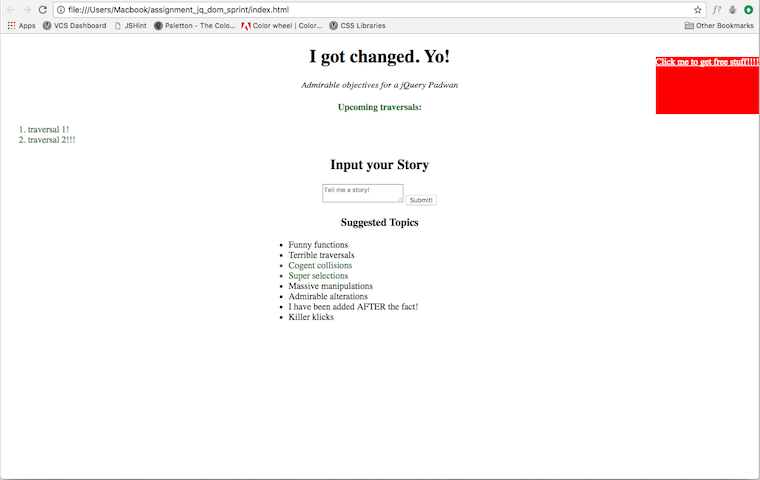 file:///Users/Macbook/assignment_jq_dom_sprint/index.html
f?
Apps VCS Dashboard JSHint Paletton - The Colo... Color wheel | Color... CSS Libraries Other Bookmarks
I got changed. Yo!
Click me to get free stuff!!!!
Admirable objectives for a jQuery Padwan
Upcoming traversals:
1. traversal 1!
2. traversal 2!!!
Input your Story
Tell me a story! Submit!
Suggested Topics
• Funny functions
• Terrible traversals
• Cogent collisions
• Super selections
• Massive manipulations
• Admirable alterations
• I have been added AFTER the fact!
• Killer klicks